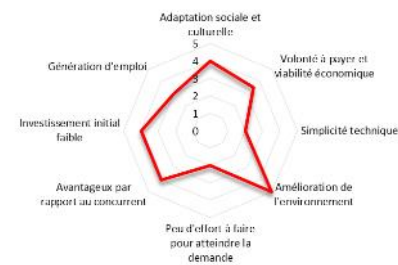 Adaptation sociale et
culturelle
Volonté à payer et
viabilité économique
Simplicité technique
Amélioration de
l'environnement
Peu d'effort à faire
pour atteindre la
demande
Avantageux par
rapport au concurrent
Investissement initial
faible
Génération d'emploi
5
4
3
2
1
0